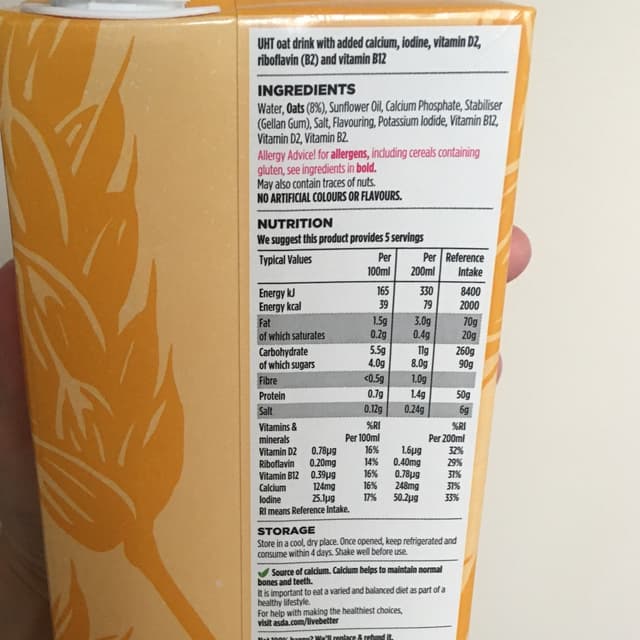 UHT oat drink with added calcium, iodine, vitamin D2,
riboflavin (B2) and vitamin B12
INGREDIENTS
Water, Oats (8%), Sunflower Oil, Calcium Phosphate, Stabiliser
(Gellan Gum), Salt, Flavouring, Potassium Iodide, Vitamin B12,
Vitamin D2, Vitamin B2.
Allergy Advice! for allergens, including cereals containing
gluten, see ingredients in bold.
May also contain traces of nuts.
NO ARTIFICIAL COLOURS OR FLAVOURS.
NUTRITION
We suggest this product provides 5 servings
Typical Values Per Per Reference
100ml 200ml Intake
Energy kJ 165 330 8400
Energy kcal 39 79 2000
Fat 1.5g 3.0g 70g
of which saturates 0.2g 0.4g 20g
Carbohydrate 5.5g 11g 260g
of which sugars 4.0g 8.0g 90g
Fibre <0.5g 1.0g
Protein 0.7g 1.4g 50g
Salt 0.12g 0.24g 6g
Vitamins & %RI %RI
minerals Per 100ml Per 200ml
Vitamin D2 0.78µg 16% 1.6µg 32%
Riboflavin 0.20mg 14% 0.40mg 29%
Vitamin B12 0.39µg 16% 0.78µg 31%
Calcium 124mg 16% 248mg 31%
Iodine 25.1µg 17% 50.2µg 33%
RI means Reference Intake.
STORAGE
Store in a cool, dry place. Once opened, keep refrigerated and
consume within 4 days. Shake well before use.
Source of calcium. Calcium helps to maintain normal
bones and teeth.
It is important to eat a varied and balanced diet as part of a
healthy lifestyle.
For help with making the healthiest choices,
visit asda.com/livebetter
Not 100% happy? We'll replace & refund it.